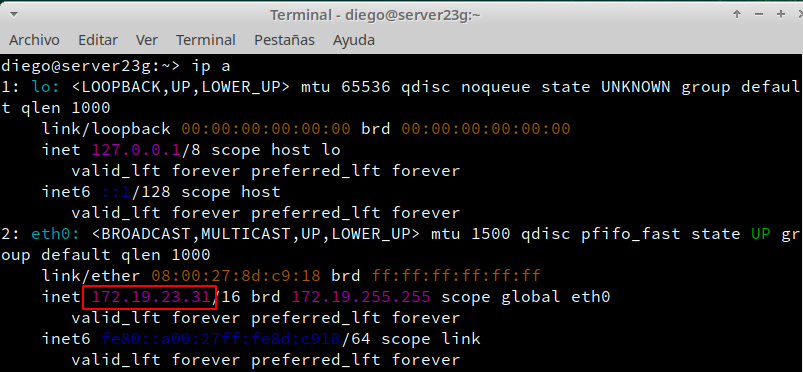 Terminal - diego@server23g:~
Archivo Editar Ver Terminal Pestañas Ayuda
diego@server23g:~> ip a
1: lo: <LOOPBACK,UP,LOWER_UP> mtu 65536 qdisc noqueue state UNKNOWN group defaul
t qlen 1000
link/loopback 00:00:00:00:00:00 brd 00:00:00:00:00:00
inet 127.0.0.1/8 scope host lo
valid_lft forever preferred_lft forever
inet6 ::1/128 scope host
valid_lft forever preferred_lft forever
2: eth0: <BROADCAST,MULTICAST,UP,LOWER_UP> mtu 1500 qdisc pfifo_fast state UP gr
oup default qlen 1000
link/ether 08:00:27:8d:c9:18 brd ff:ff:ff:ff:ff:ff
inet 172.19.23.31/16 brd 172.19.255.255 scope global eth0
valid_lft forever preferred_lft forever
inet6 fe80::a00:27ff:fe8d:c918/64 scope link
valid_lft forever preferred_lft forever